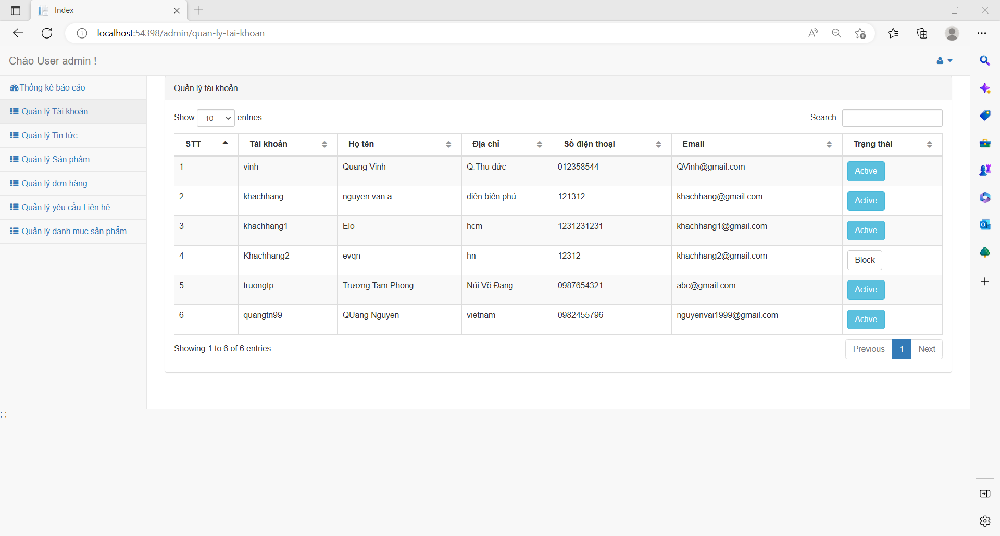 Index
localhost:54398/admin/quan-ly-tai-khoan
Chào User admin !
Thống kê báo cáo
Quản lý Tài khoản
Quản lý Tin tức
Quản lý Sản phẩm
Quản lý đơn hàng
Quản lý yêu cầu Liên hệ
Quản lý danh mục sản phẩm
Quản lý tài khoản
Show 10 entries Search:
STT Tài khoản Họ tên Địa chỉ Số điện thoại Email Trạng thái
1 vinh Quang Vinh Q.Thu đức 012358544 QVinh@gmail.com Active
2 khachhang nguyen van a điện biên phủ 121312 khachhang@gmail.com Active
3 khachhang1 Elo hcm 1231231231 khachhang1@gmail.com Active
4 Khachhang2 evqn hn 12312 khachhang2@gmail.com Block
5 truongtp Trương Tam Phong Núi Võ Đang 0987654321 abc@gmail.com Active
6 quangtn99 QUang Nguyen vietnam 0982455796 nguyenvai1999@gmail.com Active
Showing 1 to 6 of 6 entries Previous 1 Next
; ;